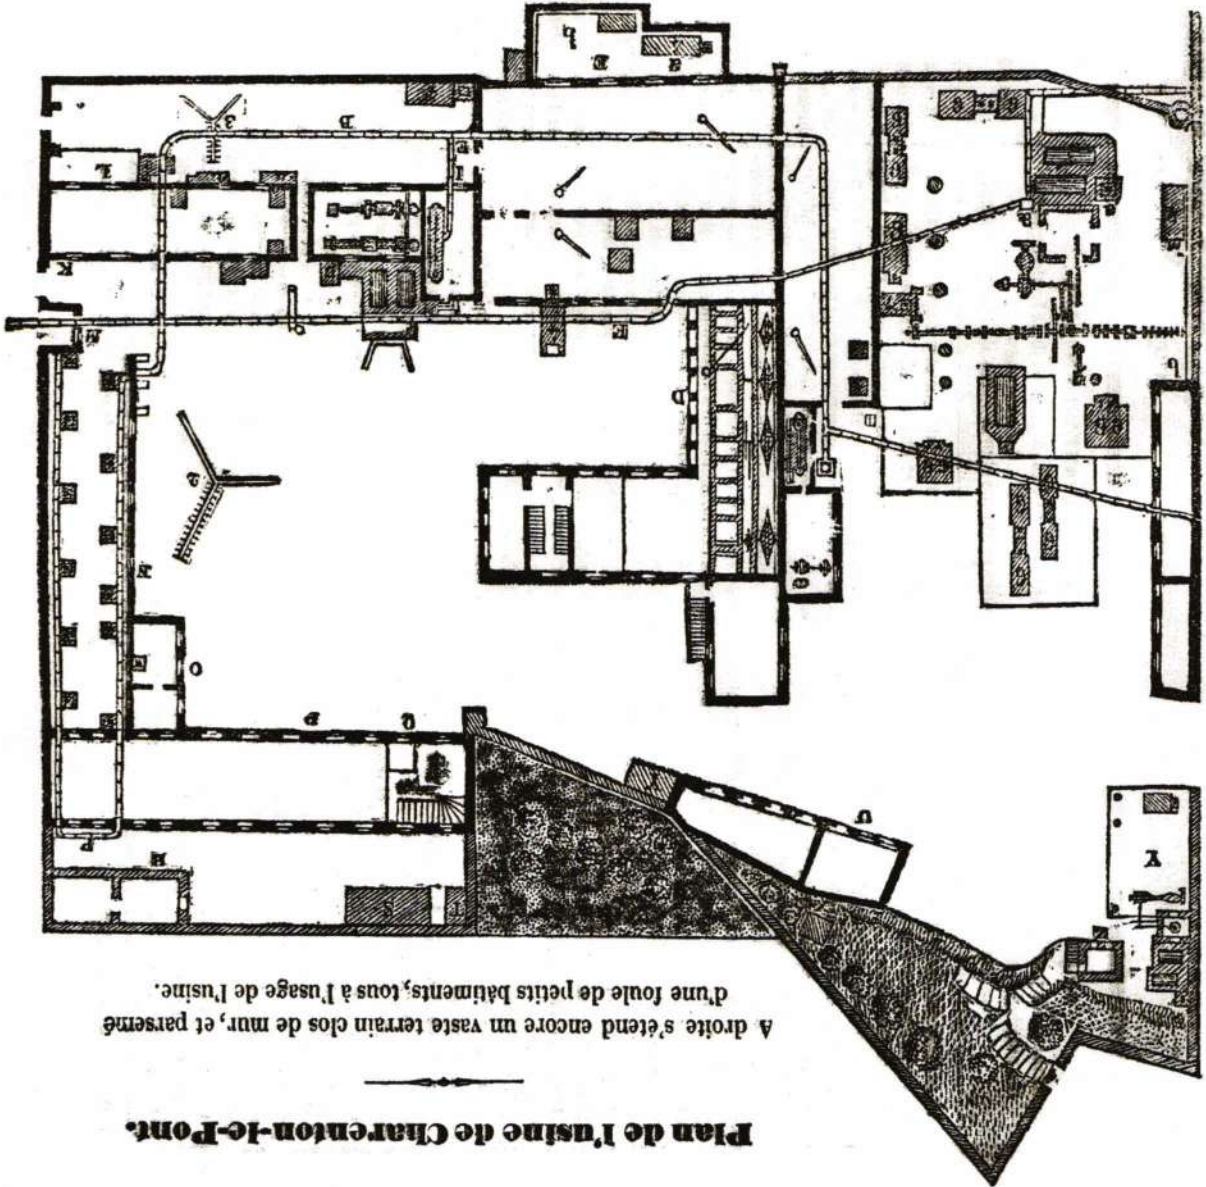 Plan de l'usine de Charenton-le-Pont.
A droite s'étend encore un vaste terrain clos de mur, et parsemé
d'une foule de petits bâtiments, tous à l'usage de l'usine.
Y
U
T
S
N
P
P
Q
O
N
M
K
L
B
I
3
E
D